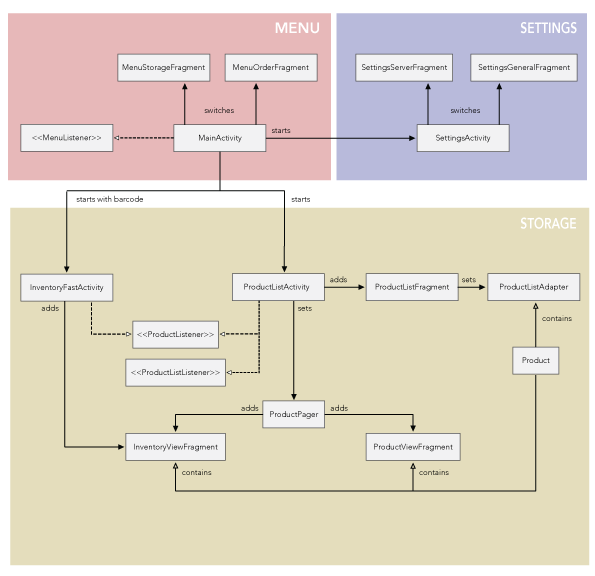 MENU
SETTINGS
MenuStorageFragment
MenuOrderFragment
SettingsServerFragment
SettingsGeneralFragment
switches
switches
<<MenuListener>>
MainActivity
starts
SettingsActivity
starts with barcode
starts
STORAGE
InventoryFastActivity
ProductListActivity
adds
ProductListFragment
sets
ProductListAdapter
adds
sets
contains
<<ProductListener>>
<<ProductListListener>>
Product
adds
ProductPager
adds
InventoryViewFragment
ProductViewFragment
contains
contains